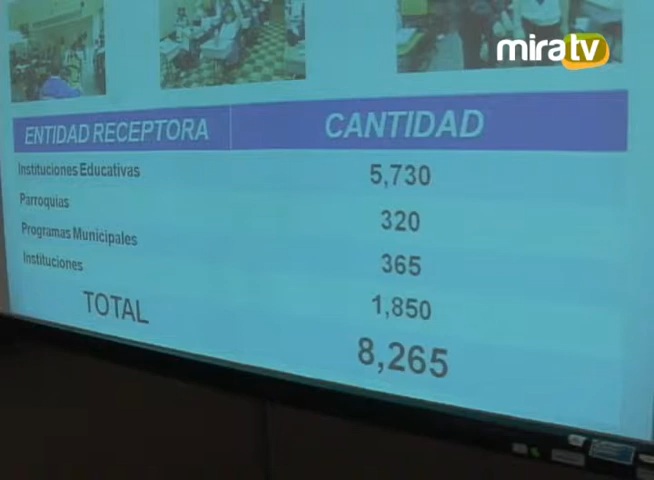 miratv
ENTIDAD RECEPTORA CANTIDAD
Instituciones Educativas 5,730
Parroquias 320
Programas Municipales 365
Instituciones 1,850
TOTAL 8,265